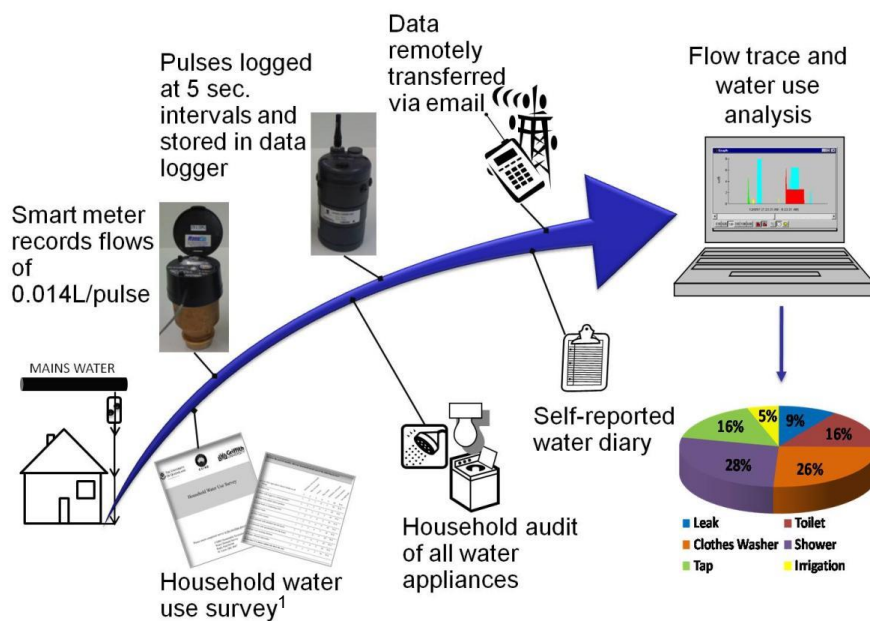 Data
remotely
transferred
via email
Pulses logged
at 5 sec.
intervals and
stored in data
logger
Flow trace and
water use
analysis
Smart meter
records flows
of
0.014L/pulse
MAINS WATER
Griffith
Household Water Use Survey
Self-reported
water diary
Household audit
of all water
appliances
Household water
use survey1
5%
9%
16%
16%
28%
26%
Leak
Toilet
Clothes Washer
Shower
Tap
Irrigation